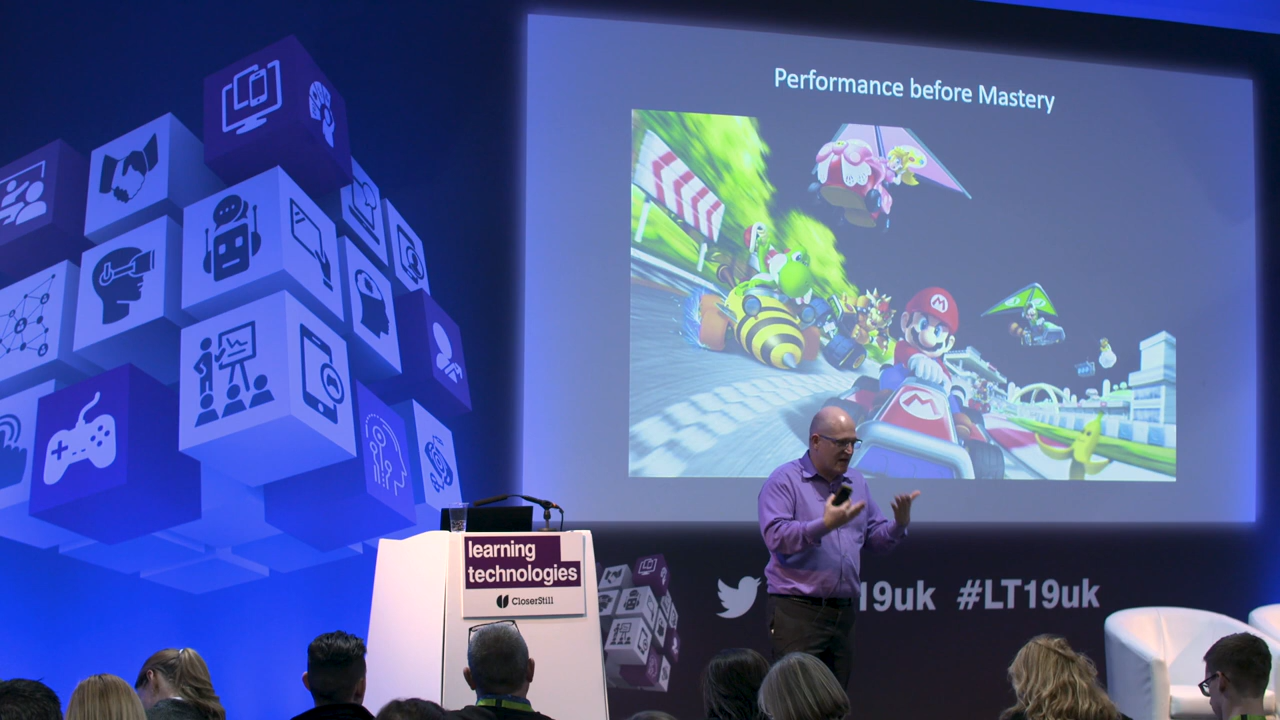 Performance before Mastery
M
M
learning
technologies
CloserStill
19uk #LT19uk